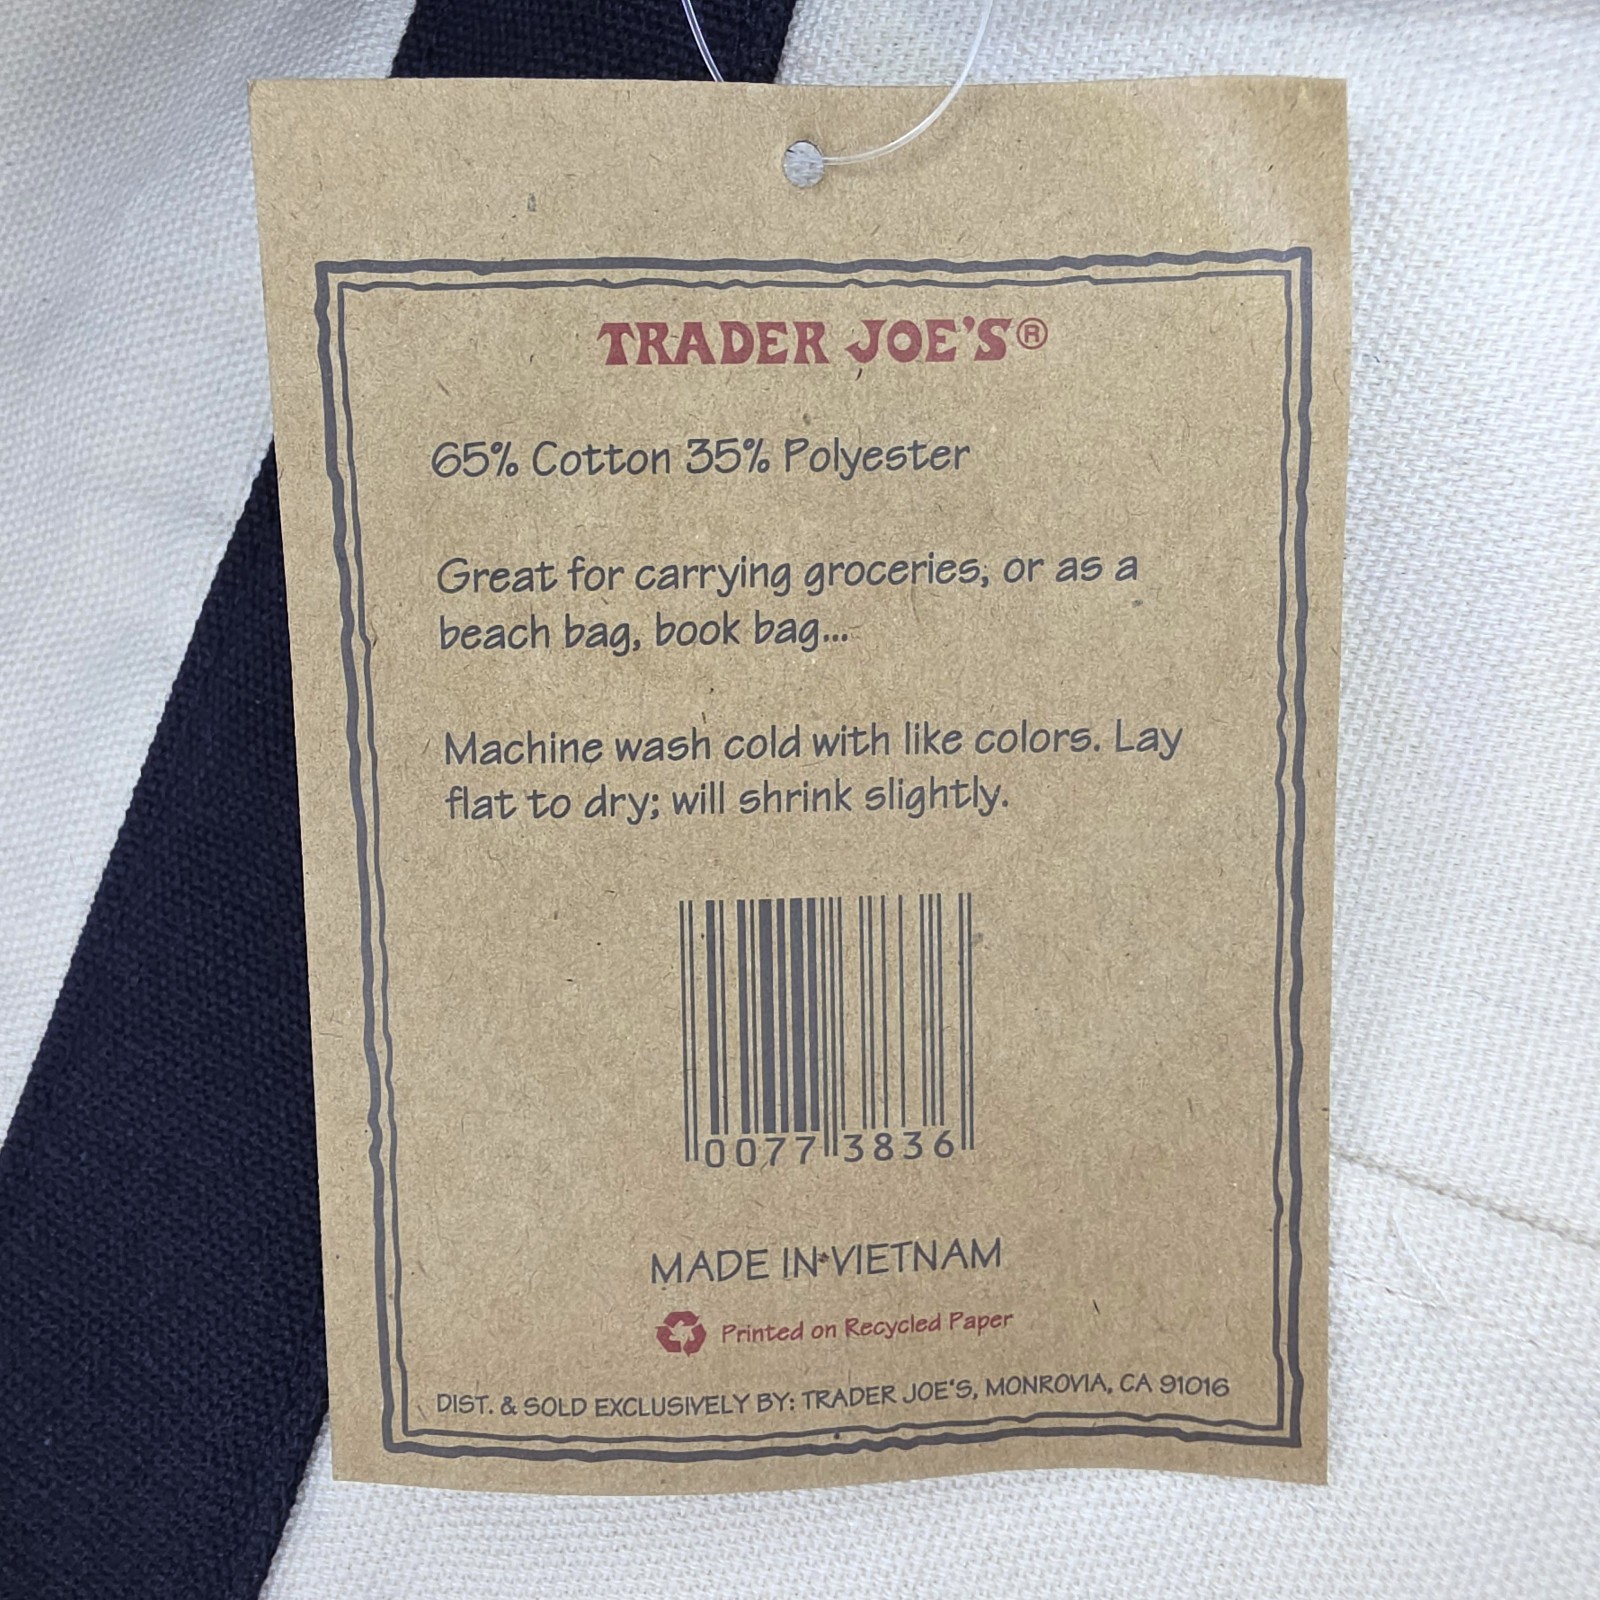 TRADER JOE'S®
65% Cotton 35% Polyester
Great for carrying groceries, or as a
beach bag, book bag...
Machine wash cold with like colors. Lay
flat to dry; will shrink slightly.
0077 3836
MADE IN VIETNAM
Printed on Recycled Paper
DIST. & SOLD EXCLUSIVELY BY: TRADER JOE'S, MONROVIA, CA 91016